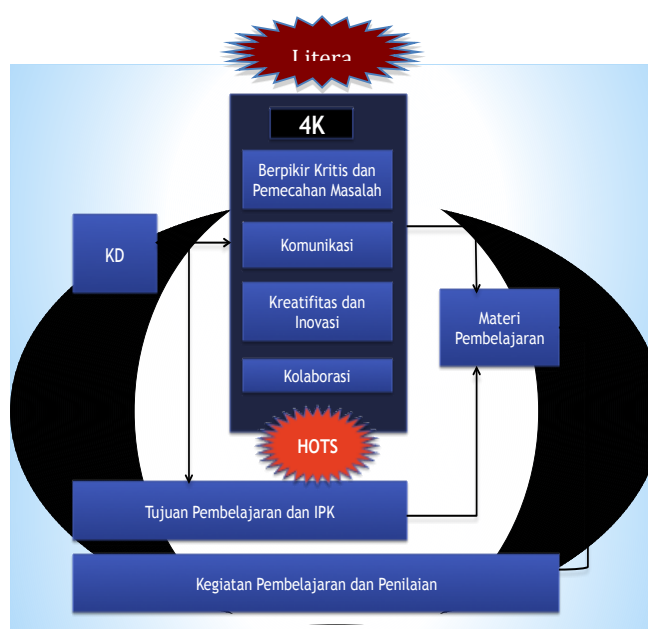 Litera
4K
Berpikir Kritis dan
Pemecahan Masalah
KD
Komunikasi
Kreatifitas dan
Inovasi
Materi
Pembelajaran
Kolaborasi
HOTS
Tujuan Pembelajaran dan IPK
Kegiatan Pembelajaran dan Penilaian